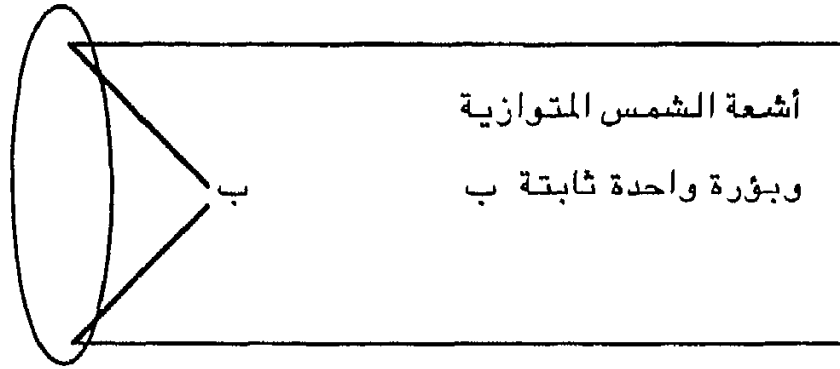 أشعة الشمس المتوازية
وبؤرة واحدة ثابتة ب
ب